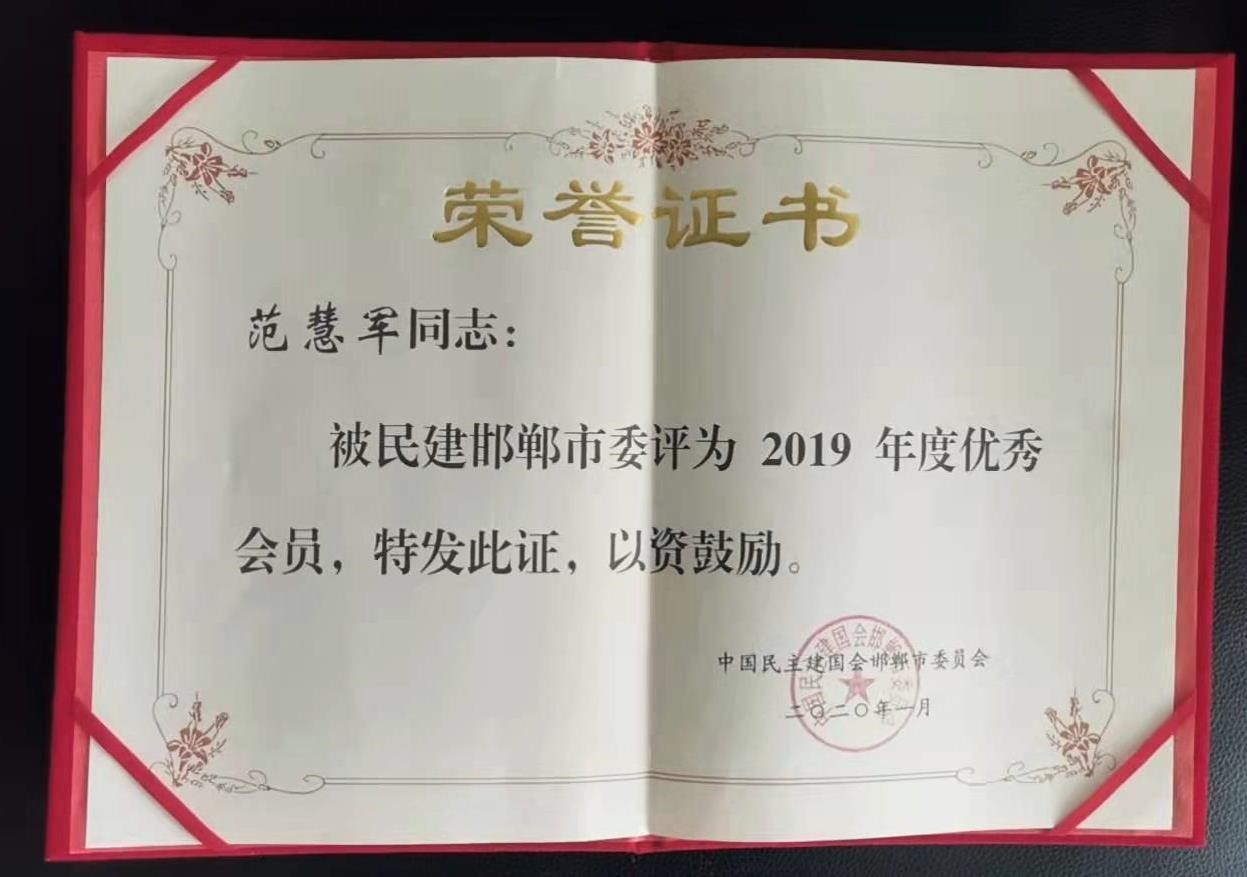 荣誉证书
范慧军同志：
被民建邯郸市委评为 2019 年度优秀
会员，特发此证，以资鼓励。
中国民主建国会邯郸市委员会
二〇二〇年一月